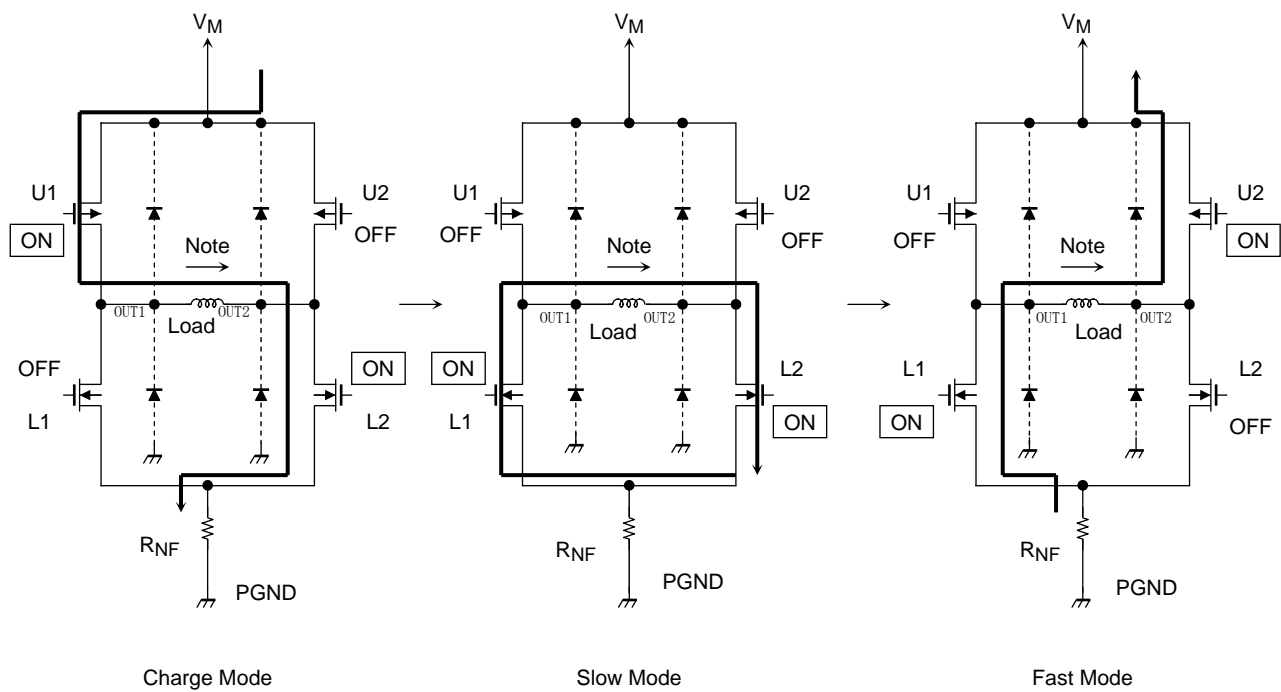 VM
U1
ON
U2
OFF
Note
OUT1
OUT2
Load
OFF
L1
ON
L2
RNF
PGND
Charge Mode
VM
U1
OFF
U2
OFF
Note
OUT1
OUT2
Load
ON
L1
L2
ON
RNF
PGND
Slow Mode
VM
U1
OFF
U2
ON
Note
OUT1
OUT2
Load
L1
ON
L2
OFF
RNF
PGND
Fast Mode